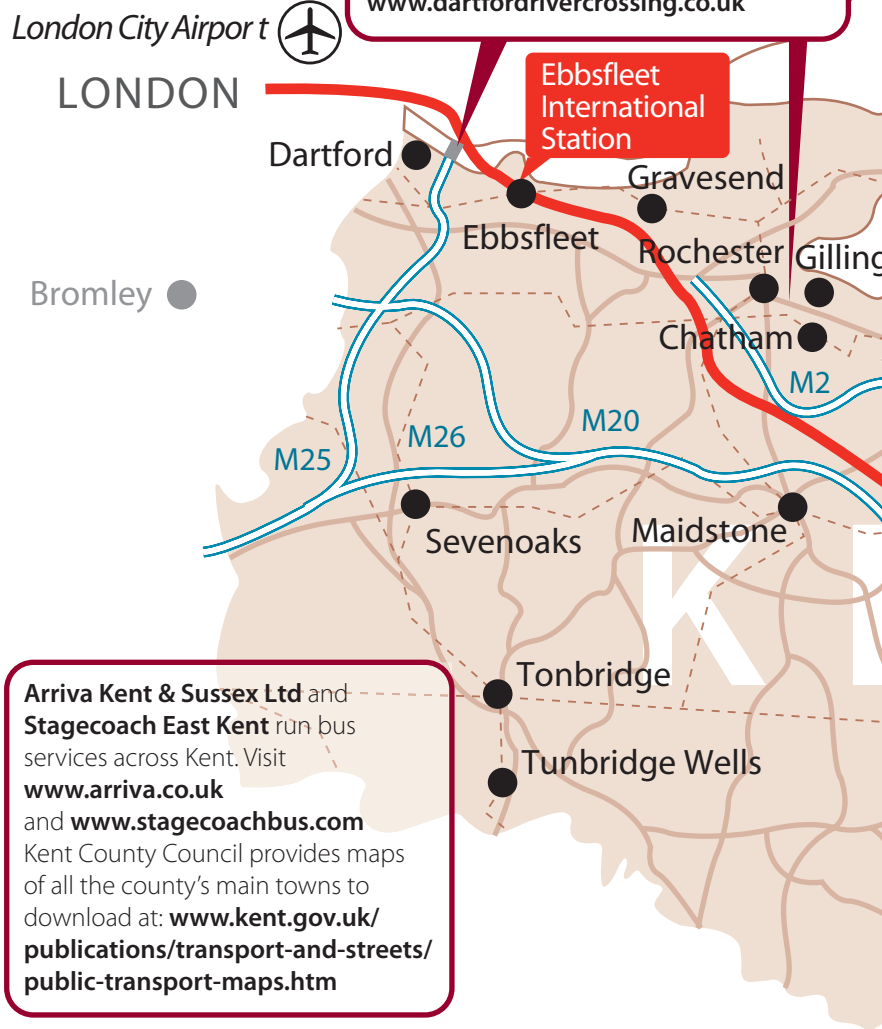 www.dartfordrivercrossing.co.uk
London City Airport
LONDON
Ebbsfleet
International
Station
Dartford
Gravesend
Ebbsfleet
Rochester
Gilling
Bromley
Chatham
M2
M20
M26
M25
Sevenoaks
Maidstone
K
Tonbridge
Tunbridge Wells
Arriva Kent & Sussex Ltd and
Stagecoach East Kent run bus
services across Kent. Visit
www.arriva.co.uk
and www.stagecoachbus.com
Kent County Council provides maps
of all the county’s main towns to
download at: www.kent.gov.uk/
publications/transport-and-streets/
public-transport-maps.htm